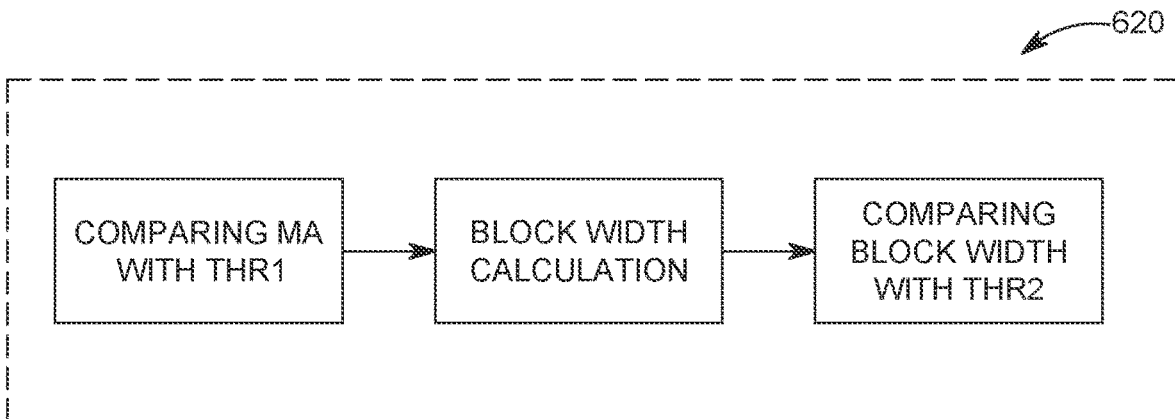 620
COMPARING MA
WITH THR1
BLOCK WIDTH
CALCULATION
COMPARING
BLOCK WIDTH
WITH THR2